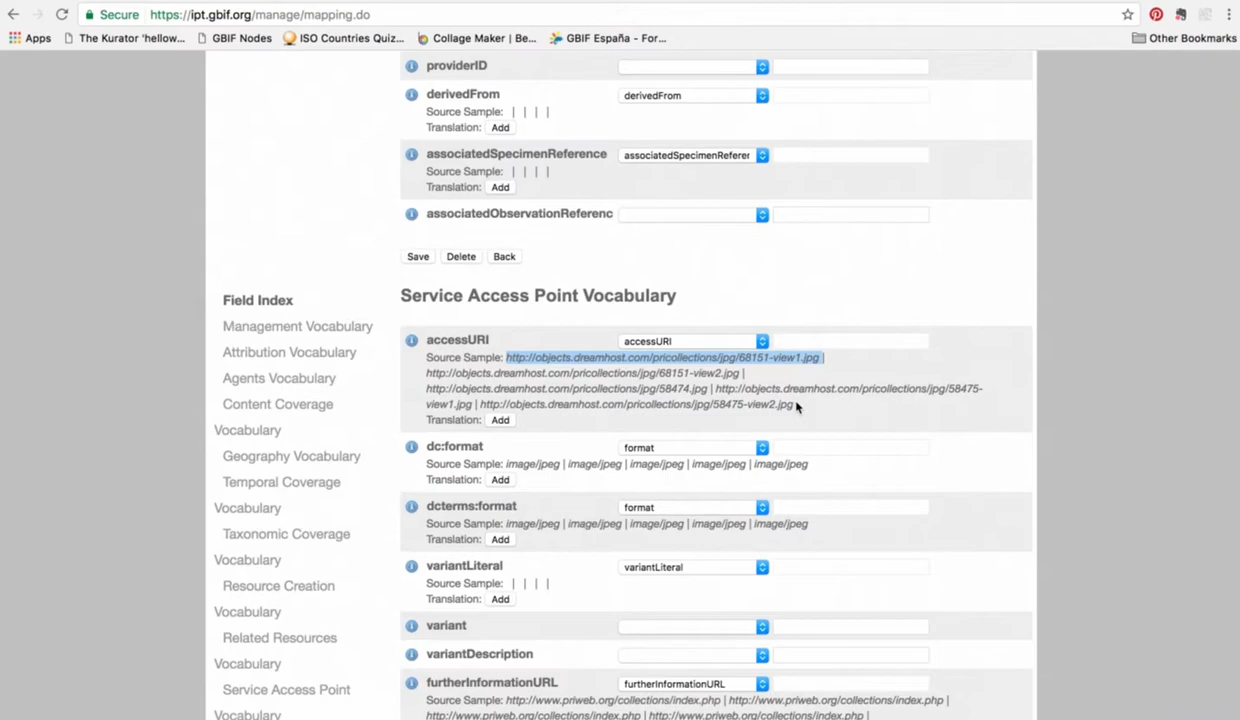 Secure https://ipt.gbif.org/manage/mapping.do
Apps The Kurator 'hellow... GBIF Nodes ISO Countries Quiz... Collage Maker | Be... GBIF España - For... Other Bookmarks
providerID
derivedFrom derivedFrom
Source Sample: | | | |
Translation: Add
associatedSpecimenReference associatedSpecimenReferer
Source Sample: | | | |
Translation: Add
associatedObservationReferenc
Save Delete Back
Service Access Point Vocabulary
accessURI accessURI
Source Sample: http://objects.dreamhost.com/pricollections/jpg/68151-view1.jpg |
http://objects.dreamhost.com/pricollections/jpg/68151-view2.jpg |
http://objects.dreamhost.com/pricollections/jpg/58474.jpg | http://objects.dreamhost.com/pricollections/jpg/58475-
view1.jpg | http://objects.dreamhost.com/pricollections/jpg/58475-view2.jpg
Translation: Add
dc:format format
Source Sample: image/jpeg | image/jpeg | image/jpeg | image/jpeg | image/jpeg
Translation: Add
dcterms:format format
Source Sample: image/jpeg | image/jpeg | image/jpeg | image/jpeg | image/jpeg
Translation: Add
variantLiteral variantLiteral
Source Sample: | | | |
Translation: Add
variant
variantDescription
furtherInformationURL furtherInformationURL
Source Sample: http://www.priweb.org/collections/index.php | http://www.priweb.org/collections/index.php |
http://www.priweb.org/collections/index.php | http://www.priweb.org/collections/index.php |
Field Index
Management Vocabulary
Attribution Vocabulary
Agents Vocabulary
Content Coverage
Vocabulary
Geography Vocabulary
Temporal Coverage
Vocabulary
Taxonomic Coverage
Vocabulary
Resource Creation
Vocabulary
Related Resources
Vocabulary
Service Access Point
Vocabulary